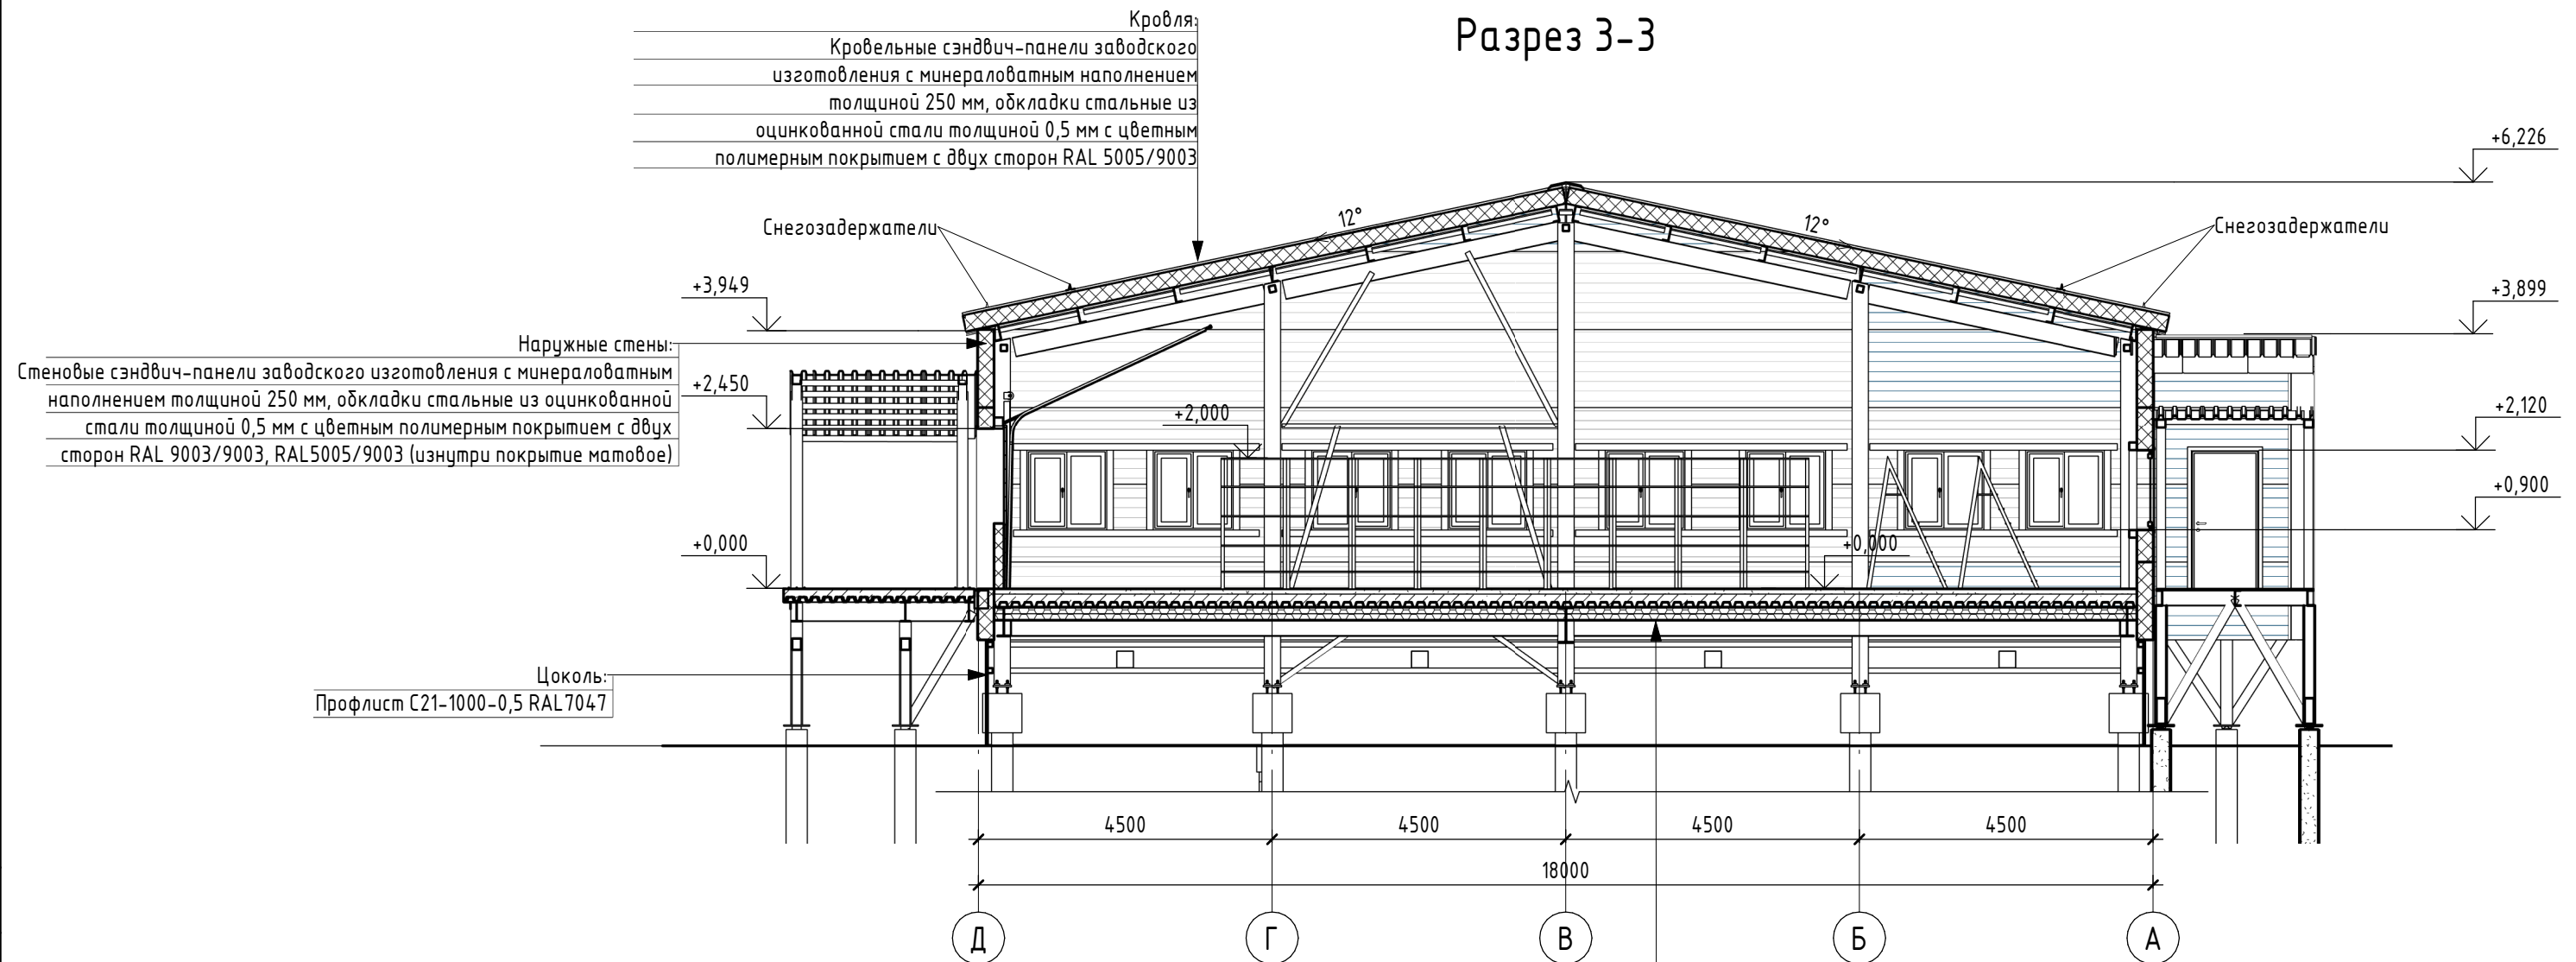 Разрез 3-3
Кровля:
Кровельные сэндвич-панели заводского
изготовления с минераловатным наполнением
толщиной 250 мм, обкладки стальные из
оцинкованной стали толщиной 0,5 мм с цветным
полимерным покрытием с двух сторон RAL 5005/9003
+6,226
12°
12°
Снегозадержатели
Снегозадержатели
+3,949
+3,899
Наружные стены:
Стеновые сэндвич-панели заводского изготовления с минераловатным
наполнением толщиной 250 мм, обкладки стальные из оцинкованной
стали толщиной 0,5 мм с цветным полимерным покрытием с двух
сторон RAL 9003/9003, RAL5005/9003 (изнутри покрытие матовое)
+2,450
+2,000
+2,120
+0,900
+0,000
+0,000
Цоколь:
Профлист С21-1000-0,5 RAL7047
4500
4500
4500
4500
18000
Д
Г
В
Б
А